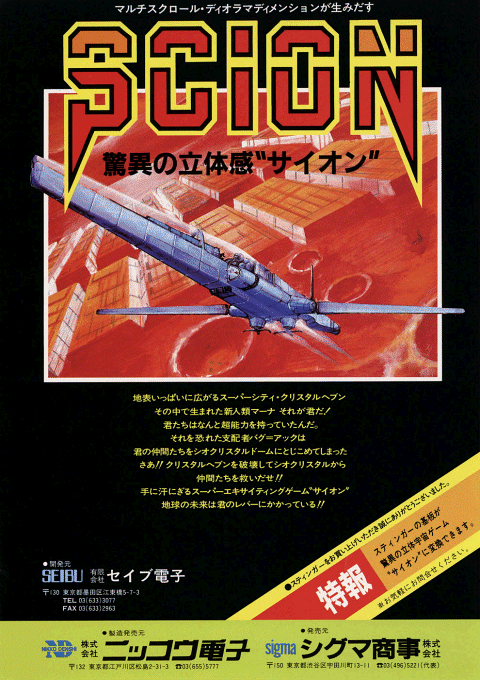 マルチスクロール・ディオラマディメンションが生みだす
SCION
驚異の立体感"サイオン"
地表いっぱいに広がるスーパーシティ・クリスタルヘブン
その中で生まれた新人類マーナ それが君だ!
君たちはなんと超能力を持っていたんだ。
それを恐れた支配者バグ=アックは
君の仲間たちをシオクリスタルドームにとじこめてしまった
さあ!! クリスタルヘブンを破壊してシオクリスタルから
仲間たちを救いだせ!!
手に汗にぎるスーパーエキサイティングゲーム"サイオン"
地球の未来は君のレバーにかかっている!!
●スティンガーをお買い上げいただき誠にありがとうございました。
特報
スティンガーの基板が
驚異の立体宇宙ゲーム
"サイオン"に変換できます。
※お気軽にお問合せください。
●開発元
SEIBU 有限会社 セイブ電子
〒130 東京都墨田区江東橋5-7-3
TEL 03(633)3077
FAX 03(633)2963
●製造発売元
NIKKO DENSHI 株式会社 ニッコウ電子
〒132 東京都江戸川区松島2-31-3 ☎03(655)5777
●発売元
sigma シグマ商事 株式会社
〒150 東京都渋谷区宇田川町13-11 ☎03(496)5221(代表)